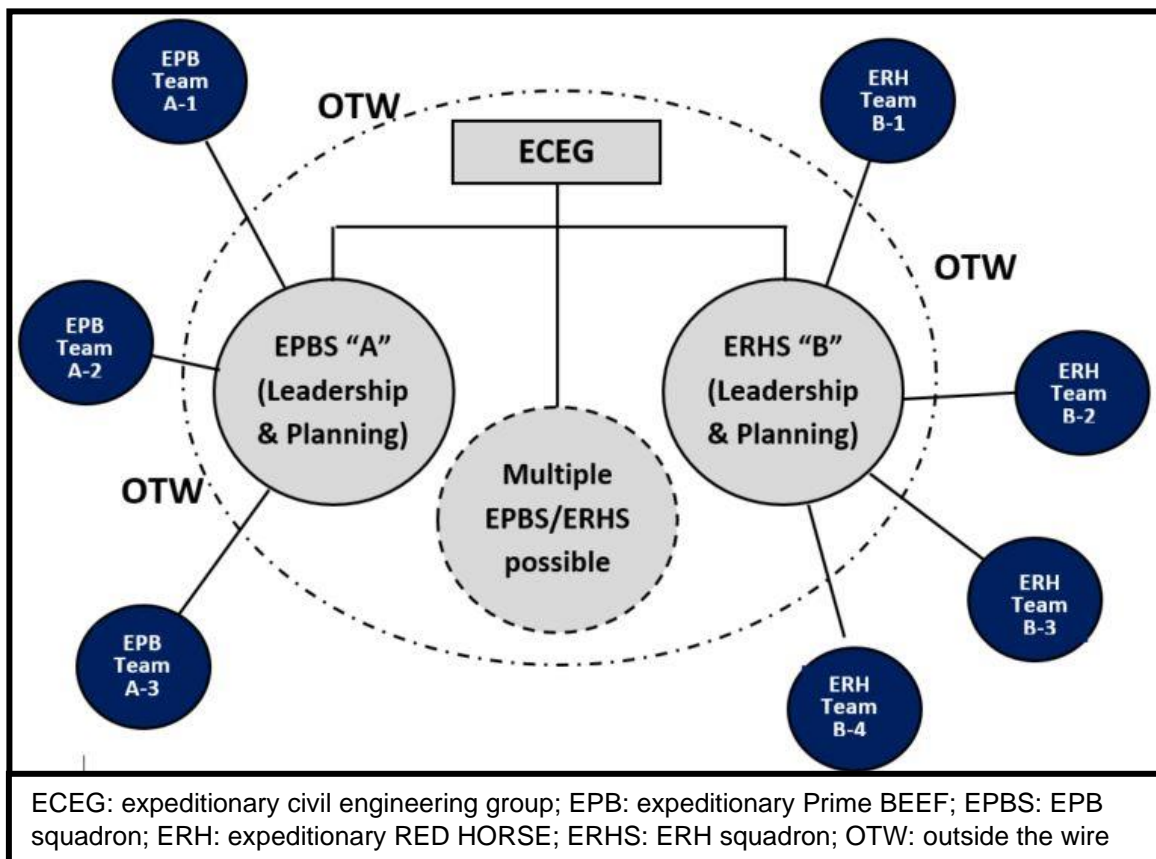 EPB
Team
A-1
OTW
ECEG
ERH
Team
B-1
OTW
EPB
Team
A-2
EPBS “A”
(Leadership
& Planning)
ERHS “B”
(Leadership
& Planning)
ERH
Team
B-2
OTW
Multiple
EPBS/ERHS
possible
EPB
Team
A-3
ERH
Team
B-3
ERH
Team
B-4
ECEG: expeditionary civil engineering group; EPB: expeditionary Prime BEEF; EPBS: EPB
squadron; ERH: expeditionary RED HORSE; ERHS: ERH squadron; OTW: outside the wire